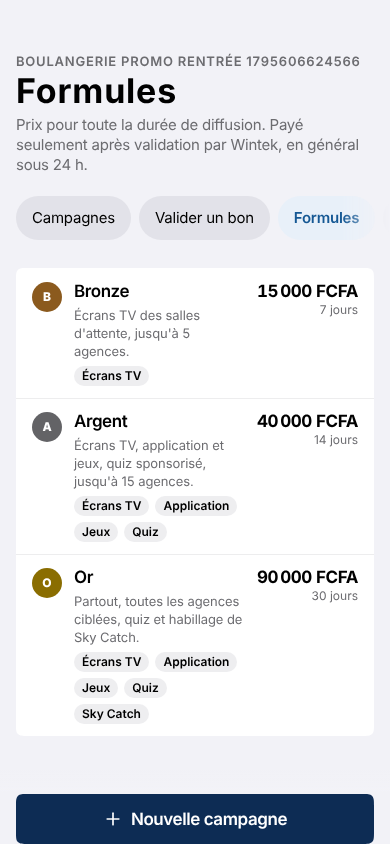 BOULANGERIE PROMO RENTRÉE 1795606624566
Formules
Prix pour toute la durée de diffusion. Payé
seulement après validation par Wintek, en général
sous 24 h.
Campagnes
Valider un bon
Formules
B
Bronze
15 000 FCFA
Écrans TV des salles
d'attente, jusqu'à 5
agences.
7 jours
Écrans TV
A
Argent
40 000 FCFA
Écrans TV, application et
jeux, quiz sponsorisé,
jusqu'à 15 agences.
14 jours
Écrans TV
Application
Jeux
Quiz
O
Or
90 000 FCFA
Partout, toutes les agences
ciblées, quiz et habillage de
Sky Catch.
30 jours
Écrans TV
Application
Jeux
Quiz
Sky Catch
+ Nouvelle campagne